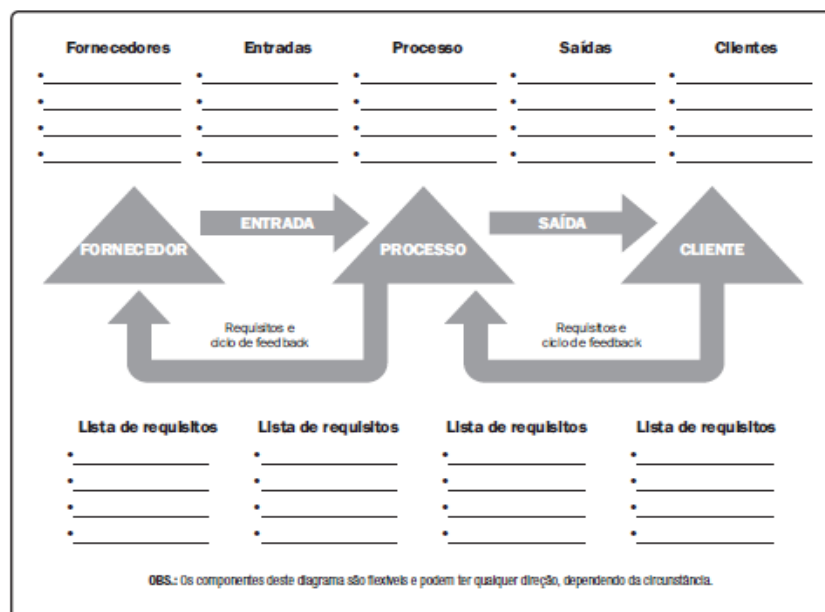 Fornecedores Entradas Processo Saídas Clientes
•
•
•
•
FORNECEDOR ENTRADA PROCESSO SAÍDA CLIENTE
Requisitos e
ciclo de feedback
Requisitos e
ciclo de feedback
Lista de requisitos Lista de requisitos Lista de requisitos Lista de requisitos
•
•
•
•
OBS.: Os componentes deste diagrama são flexíveis e podem ter qualquer direção, dependendo da circunstância.